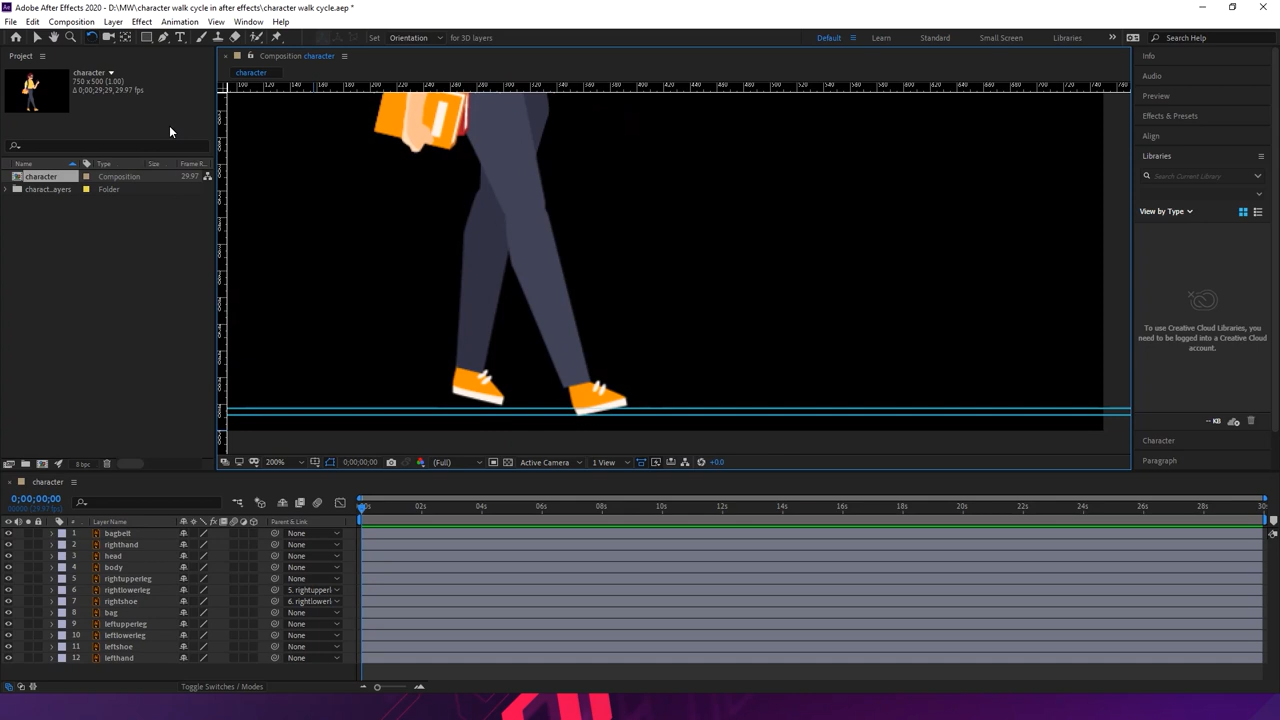 Adobe After Effects 2020 - D:\MW\character walk cycle in after effects\character walk cycle.aep *
File Edit Composition Layer Effect Animation View Window Help
Set Orientation for 3D layers Default Learn Standard Small Screen Libraries Search Help
Project Composition character Info
character character
750 x 500 (1.00)
Δ 0;00;29;29, 29.97 fps
Audio
Preview
Effects & Presets
Align
Libraries
Search Current Library
View by Type
To use Creative Cloud Libraries, you need to be logged into a Creative Cloud account.
-- KB
Character
Paragraph
Name Type Size Frame R...
character Composition 29.97
charact..ayers Folder
8 bpc
200% 0;00;00;00 (Full) Active Camera 1 View +0.0
character
0;00;00;00
00000 (29.97 fps)
:00s 02s 04s 06s 08s 10s 12s 14s 16s 18s 20s 22s 24s 26s 28s 30s
# Layer Name fx Parent & Link
1 bagbelt None
2 righthand None
3 head None
4 body None
5 rightupperleg None
6 rightlowerleg 5. rightupperl
7 rightshoe 6. rightlowerl
8 bag None
9 leftupperleg None
10 leftlowerleg None
11 leftshoe None
12 lefthand None
Toggle Switches / Modes